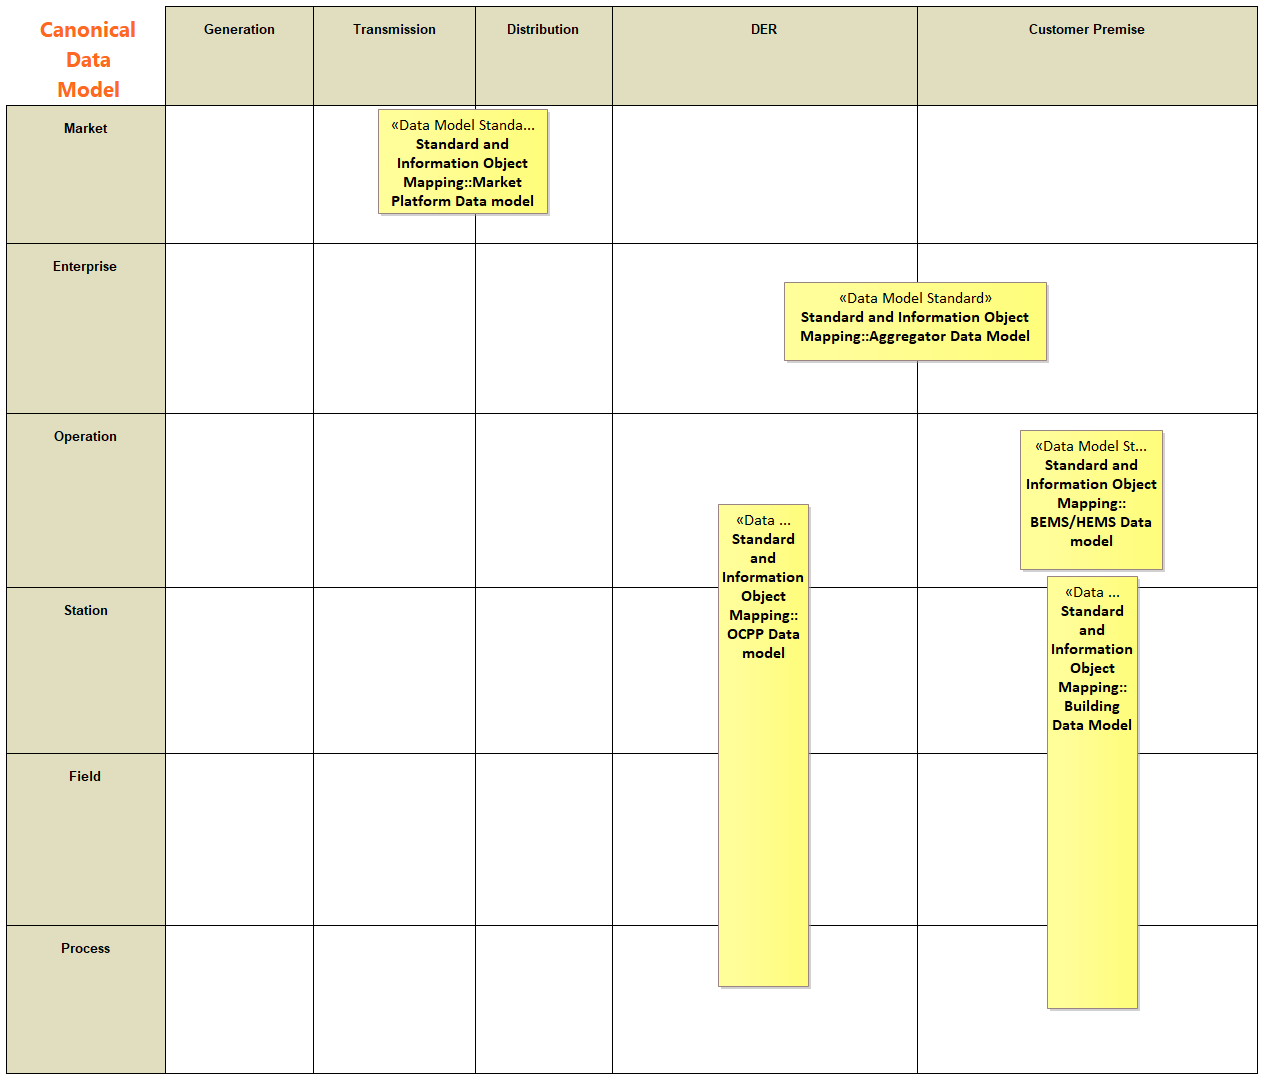 Canonical
Data
Model
Generation
Transmission
Distribution
DER
Customer Premise
Market
«Data Model Standa...
Standard and
Information Object
Mapping::Market
Platform Data model
Enterprise
«Data Model Standard»
Standard and Information Object
Mapping::Aggregator Data Model
Operation
«Data Model St...
Standard and
Information Object
Mapping::
BEMS/HEMS Data
model
«Data ...
Standard
and
Information
Object
Mapping::
OCPP Data
model
Station
«Data ...
Standard
and
Information
Object
Mapping::
Building
Data Model
Field
Process